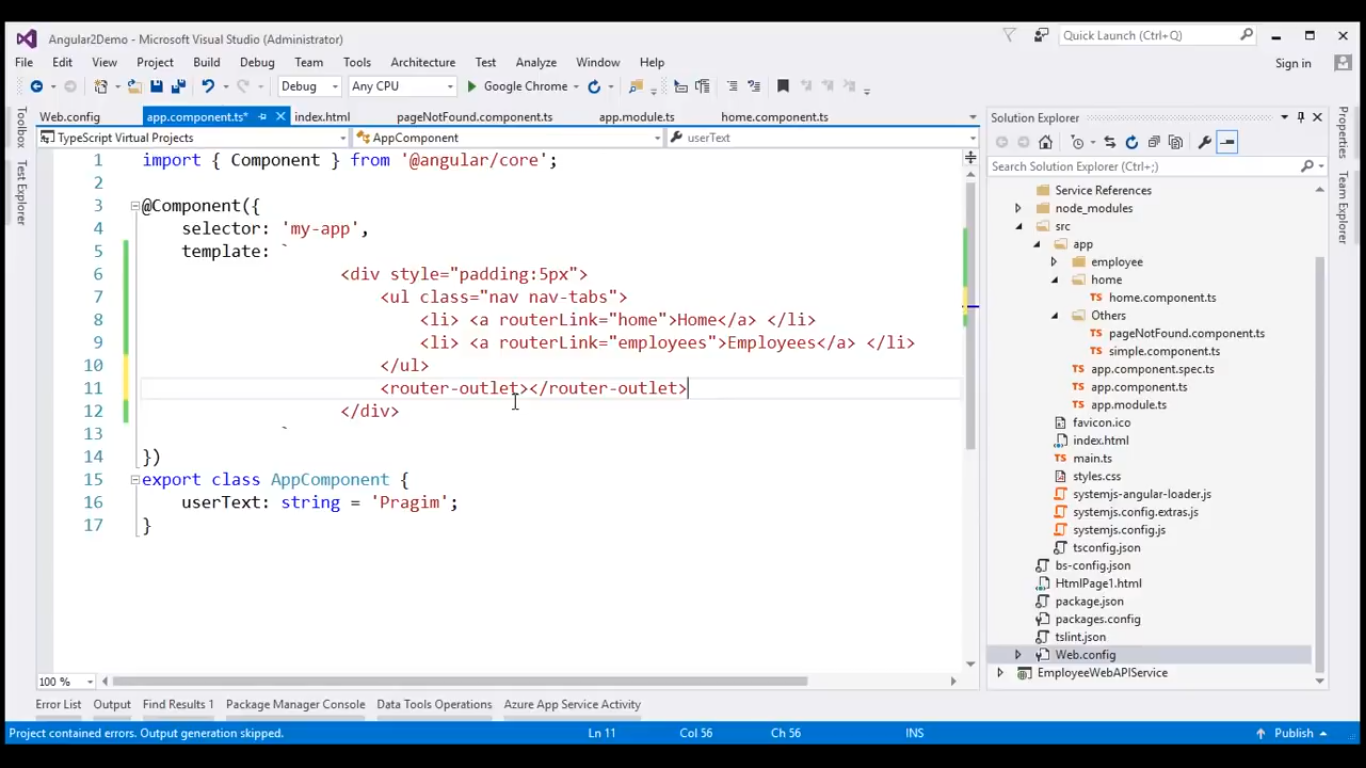 Angular2Demo - Microsoft Visual Studio (Administrator)
Quick Launch (Ctrl+Q)
File Edit View Project Build Debug Team Tools Architecture Test Analyze Window Help
Sign in
Debug Any CPU Google Chrome
Web.config app.component.ts* index.html pageNotFound.component.ts app.module.ts home.component.ts
TypeScript Virtual Projects AppComponent userText
Toolbox
Test Explorer
1 import { Component } from '@angular/core';
2
3 @Component({
4 selector: 'my-app',
5 template: `
6 <div style="padding:5px">
7 <ul class="nav nav-tabs">
8 <li> <a routerLink="home">Home</a> </li>
9 <li> <a routerLink="employees">Employees</a> </li>
10 </ul>
11 <router-outlet></router-outlet>
12 </div>
13 `
14 })
15 export class AppComponent {
16 userText: string = 'Pragim';
17 }
100 %
Solution Explorer
Search Solution Explorer (Ctrl+;)
Service References
node_modules
src
app
employee
home
TS home.component.ts
Others
TS pageNotFound.component.ts
TS simple.component.ts
TS app.component.spec.ts
TS app.component.ts
TS app.module.ts
favicon.ico
index.html
TS main.ts
styles.css
systemjs-angular-loader.js
systemjs.config.extras.js
systemjs.config.js
tsconfig.json
bs-config.json
HtmlPage1.html
package.json
packages.config
tslint.json
Web.config
EmployeeWebAPIService
Properties
Team Explorer
Error List Output Find Results 1 Package Manager Console Data Tools Operations Azure App Service Activity
Project contained errors. Output generation skipped. Ln 11 Col 56 Ch 56 INS Publish